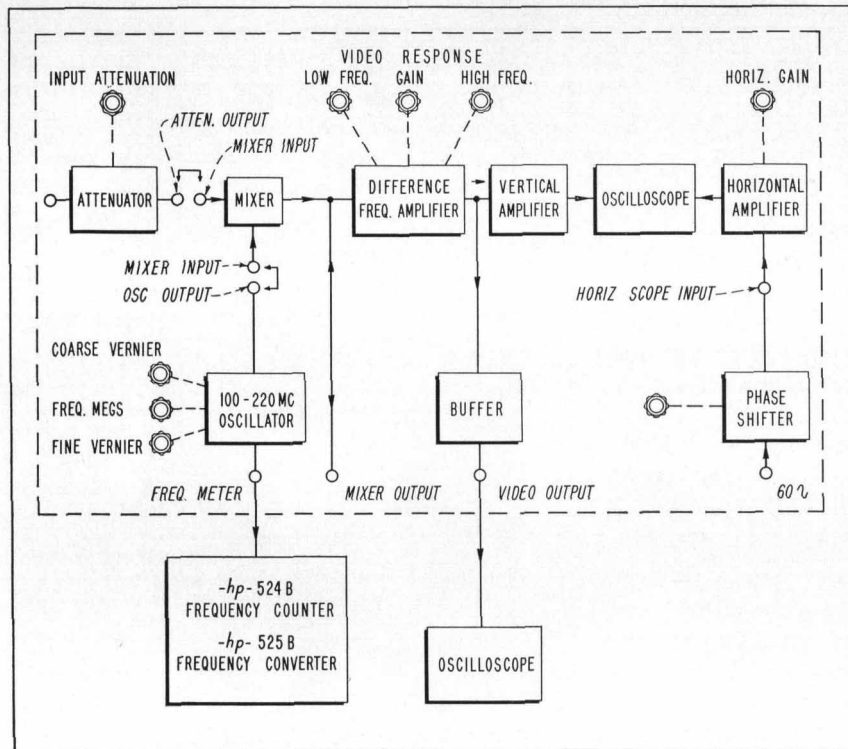 VIDEO RESPONSE
INPUT ATTENUATION
LOW FREQ. GAIN HIGH FREQ.
HORIZ. GAIN
ATTEN. OUTPUT
MIXER INPUT
ATTENUATOR
MIXER
DIFFERENCE
FREQ. AMPLIFIER
VERTICAL
AMPLIFIER
OSCILLOSCOPE
HORIZONTAL
AMPLIFIER
MIXER INPUT
OSC OUTPUT
HORIZ SCOPE INPUT
COARSE VERNIER
FREQ. MEGS
FINE VERNIER
100-220 MC
OSCILLATOR
BUFFER
PHASE
SHIFTER
FREQ. METER
MIXER OUTPUT
VIDEO OUTPUT
60~
-hp- 524 B
FREQUENCY COUNTER
-hp- 525 B
FREQUENCY CONVERTER
OSCILLOSCOPE